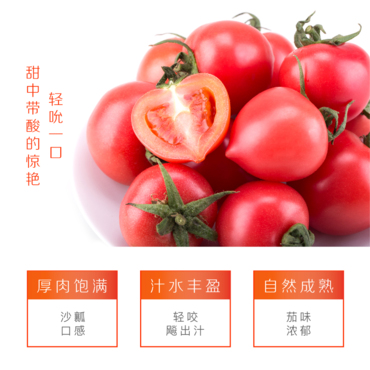 轻吮一口
甜中带酸的惊艳
厚肉饱满
沙瓤
口感
汁水丰盈
轻咬
飚出汁
自然成熟
茄味
浓郁